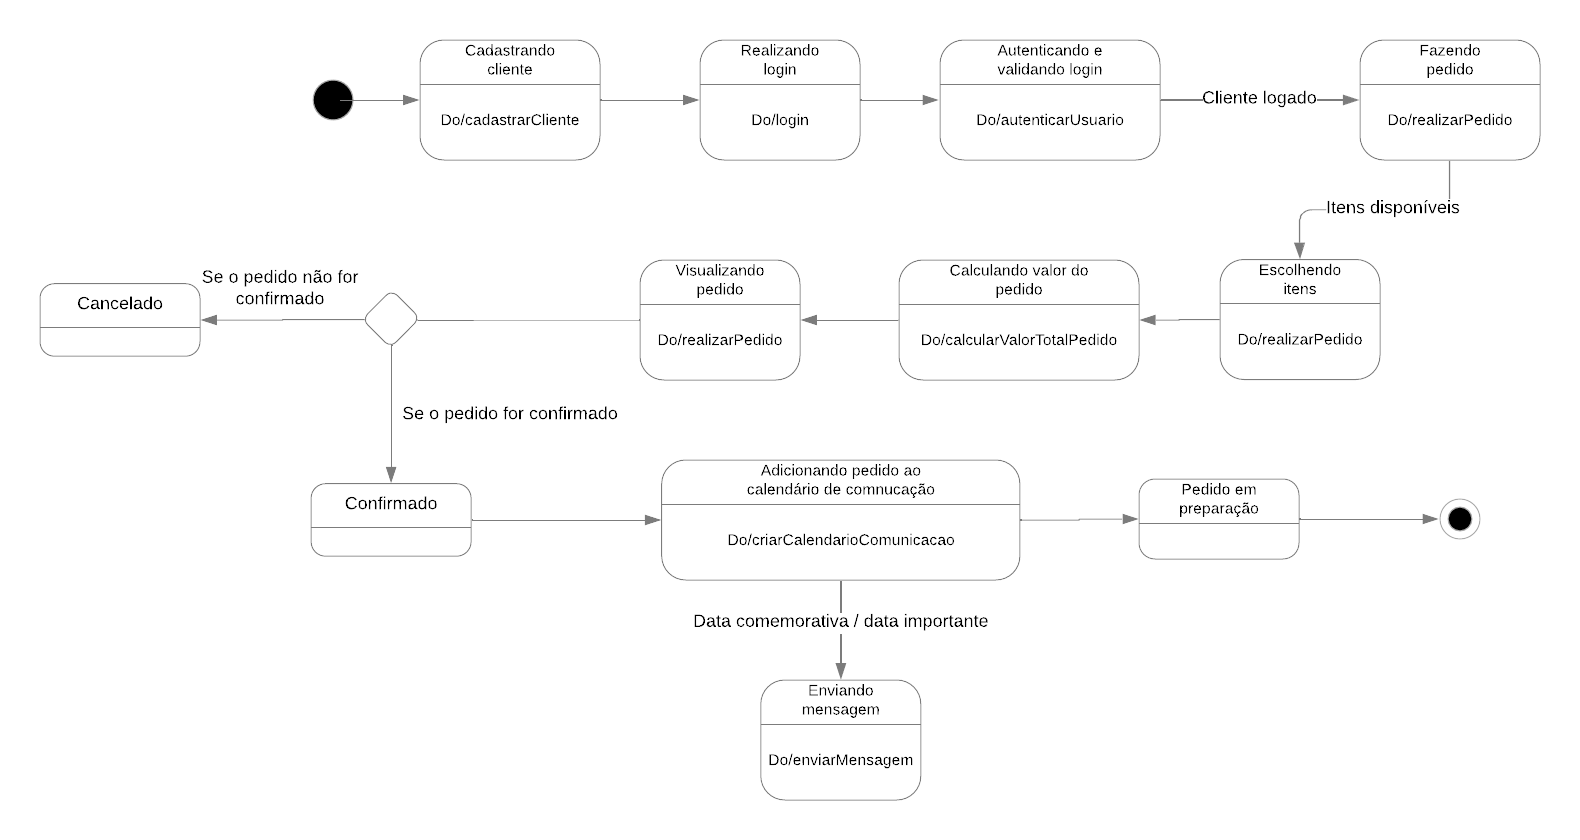 Cadastrando
cliente
Do/cadastrarCliente
Realizando
login
Do/login
Autenticando e
validando login
Do/autenticarUsuario
Cliente logado
Fazendo
pedido
Do/realizarPedido
Itens disponíveis
Escolhendo
itens
Do/realizarPedido
Calculando valor do
pedido
Do/calcularValorTotalPedido
Visualizando
pedido
Do/realizarPedido
Se o pedido não for
confirmado
Cancelado
Se o pedido for confirmado
Confirmado
Adicionando pedido ao
calendário de comnucação
Do/criarCalendarioComunicacao
Pedido em
preparação
Data comemorativa / data importante
Enviando
mensagem
Do/enviarMensagem